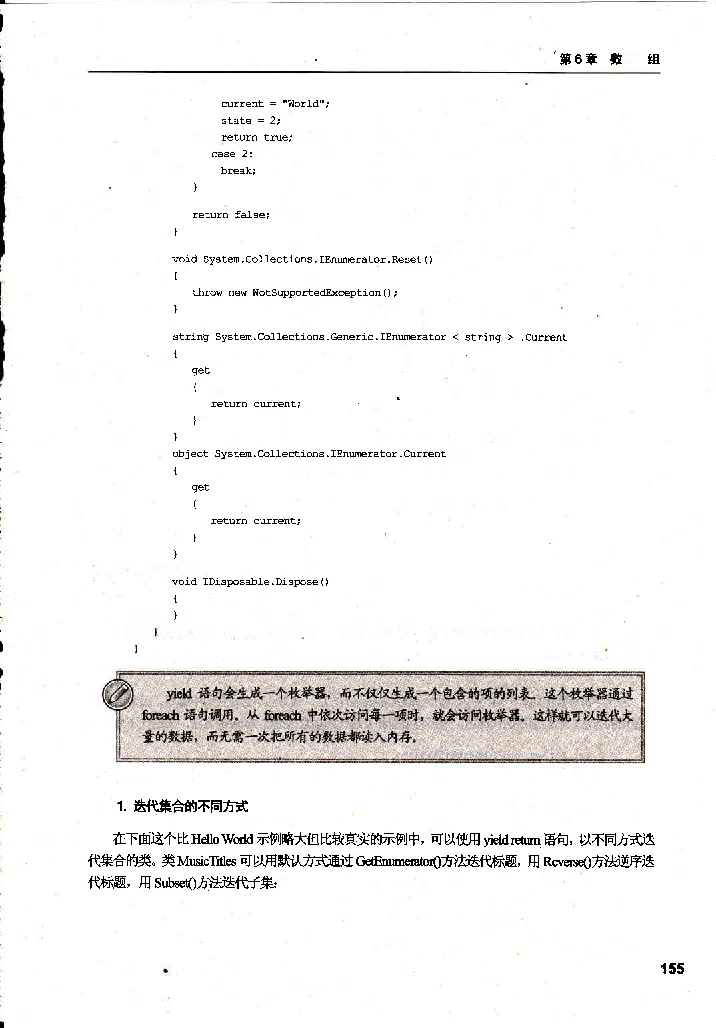 第6章 数 组
current = "World";
state = 2;
return true;
case 2:
break;
}
return false;
}
void System.Collections.IEnumerator.Reset()
{
throw new NotSupportedException();
}
string System.Collections.Generic.IEnumerator < string > .Current
{
get
{
return current;
}
}
object System.Collections.IEnumerator.Current
{
get
{
return current;
}
}
void IDisposable.Dispose()
{
}
}
}
yield 语句会生成一个枚举器，而不仅仅生成一个包含的项的列表。这个枚举器通过
foreach 语句调用。从 foreach 中依次访问每一项时，就会访问枚举器。这样就可以迭代大
量的数据，而无需一次把所有的数据都读入内存。
1. 迭代集合的不同方式
在下面这个比 Hello World 示例略大但比较真实的示例中，可以使用 yield return 语句，以不同方式迭
代集合的类。类 MusicTitles 可以用默认方式通过 GetEnumerator()方法迭代标题，用 Reverse()方法逆序迭
代标题，用 Subset()方法迭代子集：
155